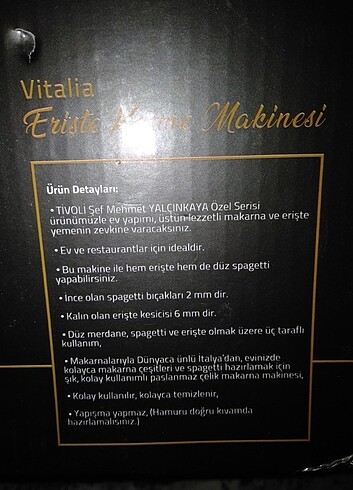 Vitalia
Erişte Kesme Makinesi
Ürün Detayları:
• TİVOLİ Şef Mehmet YALÇINKAYA Özel Serisi
ürünümüzle ev yapımı, üstün lezzetli makarna ve erişte
yemenin zevkine varacaksınız.
• Ev ve restaurantlar için idealdir.
• Bu makine ile hem erişte hem de düz spagetti
yapabilirsiniz.
• İnce olan spagetti bıçakları 2 mm dir.
• Kalın olan erişte kesicisi 6 mm dir.
• Düz merdane, spagetti ve erişte olmak üzere üç taraflı
kullanım,
• Makarnalarıyla Dünyaca ünlü İtalya'dan, evinizde
kolayca makarna çeşitleri ve spagetti hazırlamak için
şık, kolay kullanımlı paslanmaz çelik makarna makinesi,
• Kolay kullanılır, kolayca temizlenir,
• Yapışma yapmaz, (Hamuru doğru kıvamda
hazırlamalısınız.)